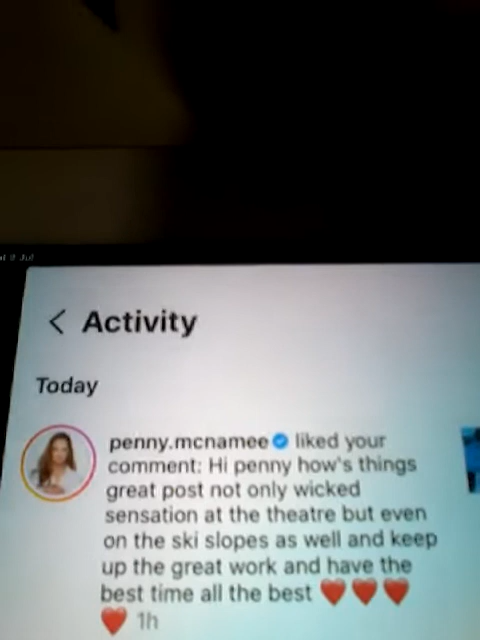 9 Jul
Activity
Today
penny.mcnamee liked your
comment: Hi penny how's things
great post not only wicked
sensation at the theatre but even
on the ski slopes as well and keep
up the great work and have the
best time all the best ❤️❤️❤️
❤️ 1h